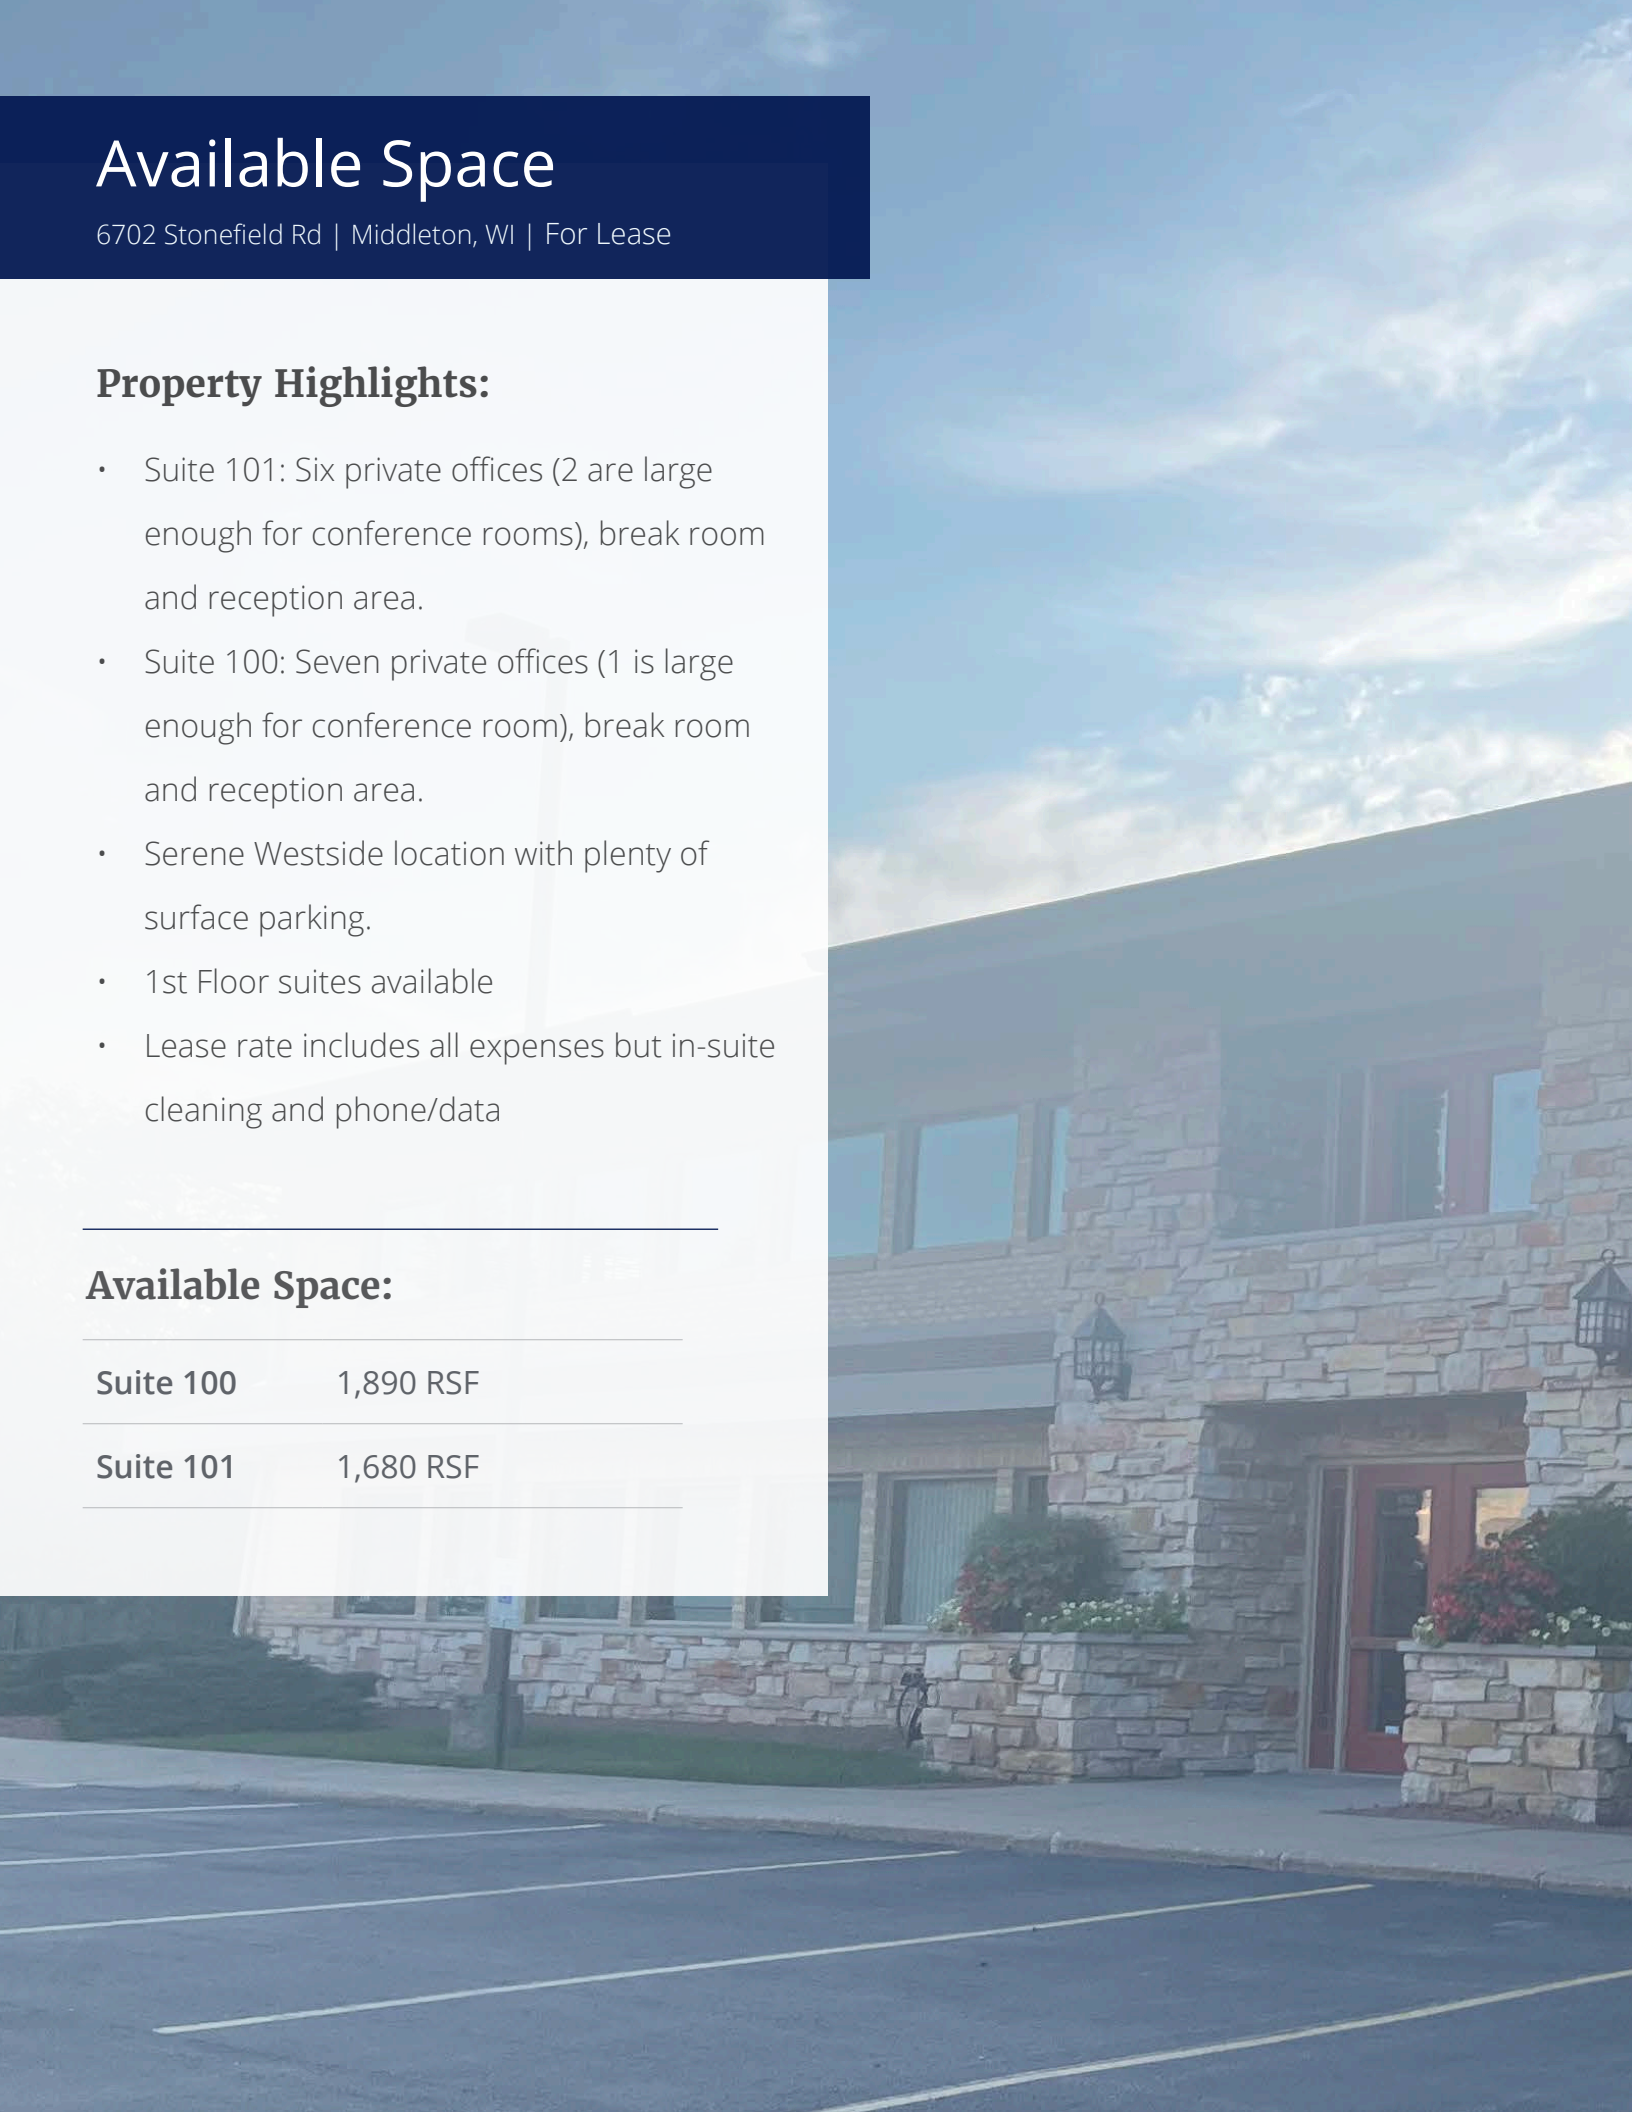 Available Space
6702 Stonefield Rd | Middleton, WI | For Lease
Property Highlights:
• Suite 101: Six private offices (2 are large
enough for conference rooms), break room
and reception area.
• Suite 100: Seven private offices (1 is large
enough for conference room), break room
and reception area.
• Serene Westside location with plenty of
surface parking.
• 1st Floor suites available
• Lease rate includes all expenses but in-suite
cleaning and phone/data
Available Space:
Suite 100 1,890 RSF
Suite 101 1,680 RSF